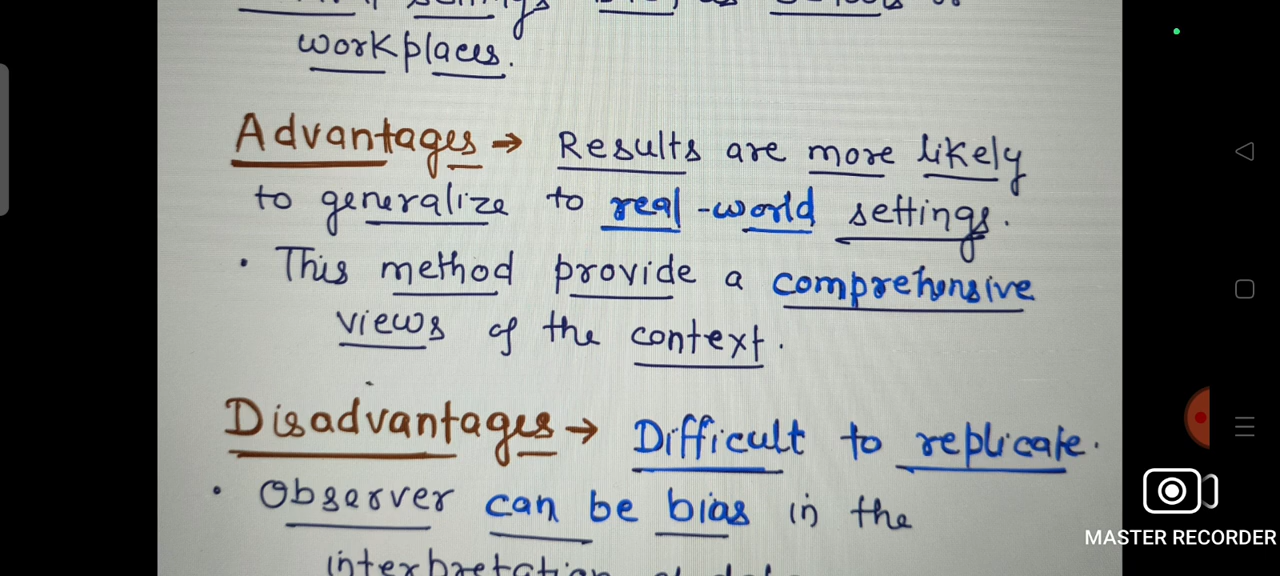 workplaces.
Advantages → Results are more likely
to generalize to real-world settings.
• This method provide a comprehensive
views of the context.
Disadvantages → Difficult to replicate.
• Observer can be bias in the
interpretation
MASTER RECORDER